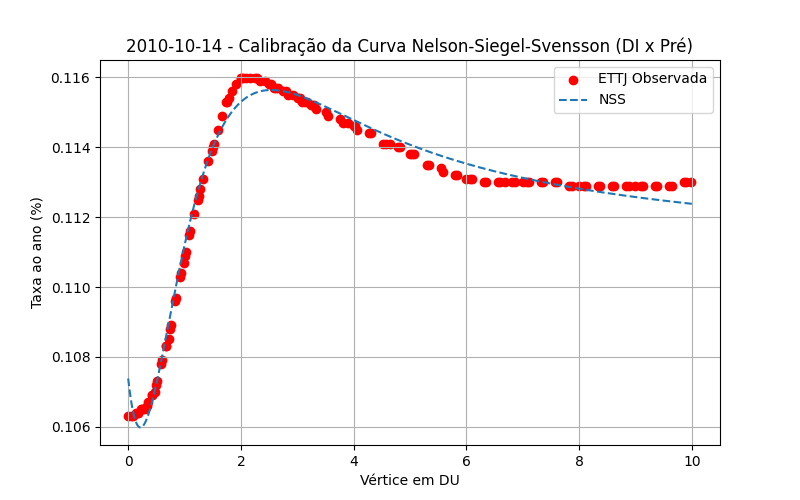 2010-10-14 - Calibração da Curva Nelson-Siegel-Svensson (DI x Pré)
ETTJ Observada
NSS
Taxa ao ano (%)
0.116
0.114
0.112
0.110
0.108
0.106
0
2
4
6
8
10
Vértice em DU